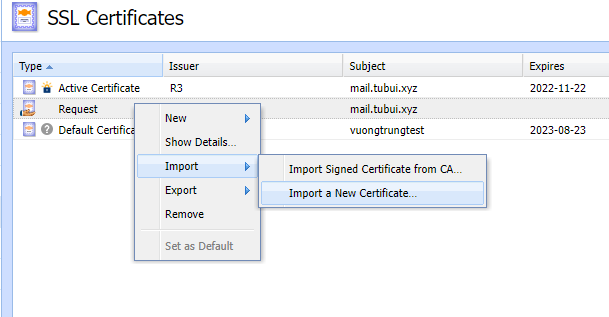 SSL Certificates
Type Issuer Subject Expires
Active Certificate R3 mail.tubui.xyz 2022-11-22
Request mail.tubui.xyz
Default Certifica vuongtrungtest 2023-08-23
New
Show Details...
Import
Export
Remove
Set as Default
Import Signed Certificate from CA...
Import a New Certificate...